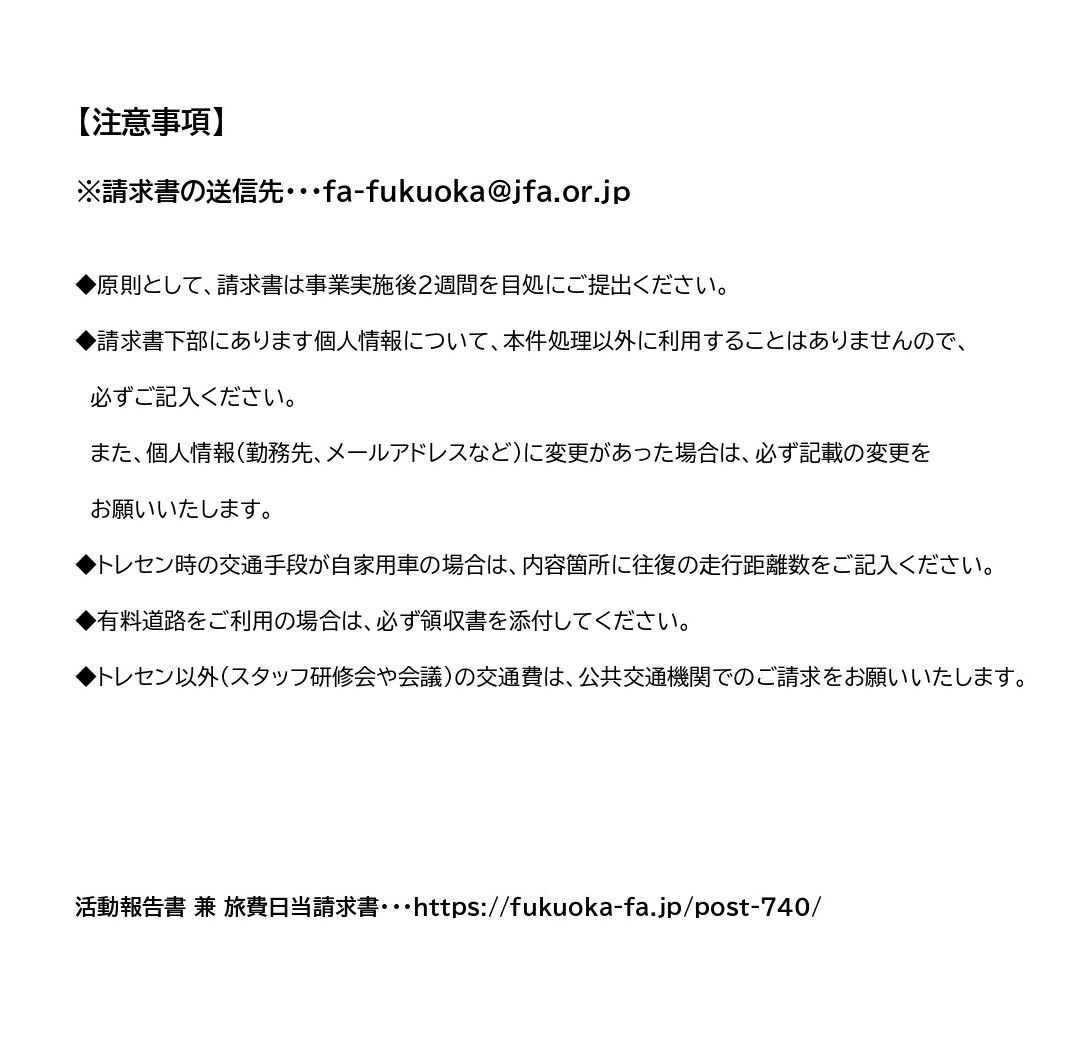 【注意事項】
※請求書の送信先・・・fa-fukuoka@jfa.or.jp
◆原則として、請求書は事業実施後2週間を目処にご提出ください。
◆請求書下部にあります個人情報について、本件処理以外に利用することはありませんので、
必ずご記入ください。
また、個人情報(勤務先、メールアドレスなど)に変更があった場合は、必ず記載の変更を
お願いいたします。
◆トレセン時の交通手段が自家用車の場合は、内容箇所に往復の走行距離数をご記入ください。
◆有料道路をご利用の場合は、必ず領収書を添付してください。
◆トレセン以外(スタッフ研修会や会議)の交通費は、公共交通機関でのご請求をお願いいたします。
活動報告書 兼 旅費日当請求書・・・https://fukuoka-fa.jp/post-740/